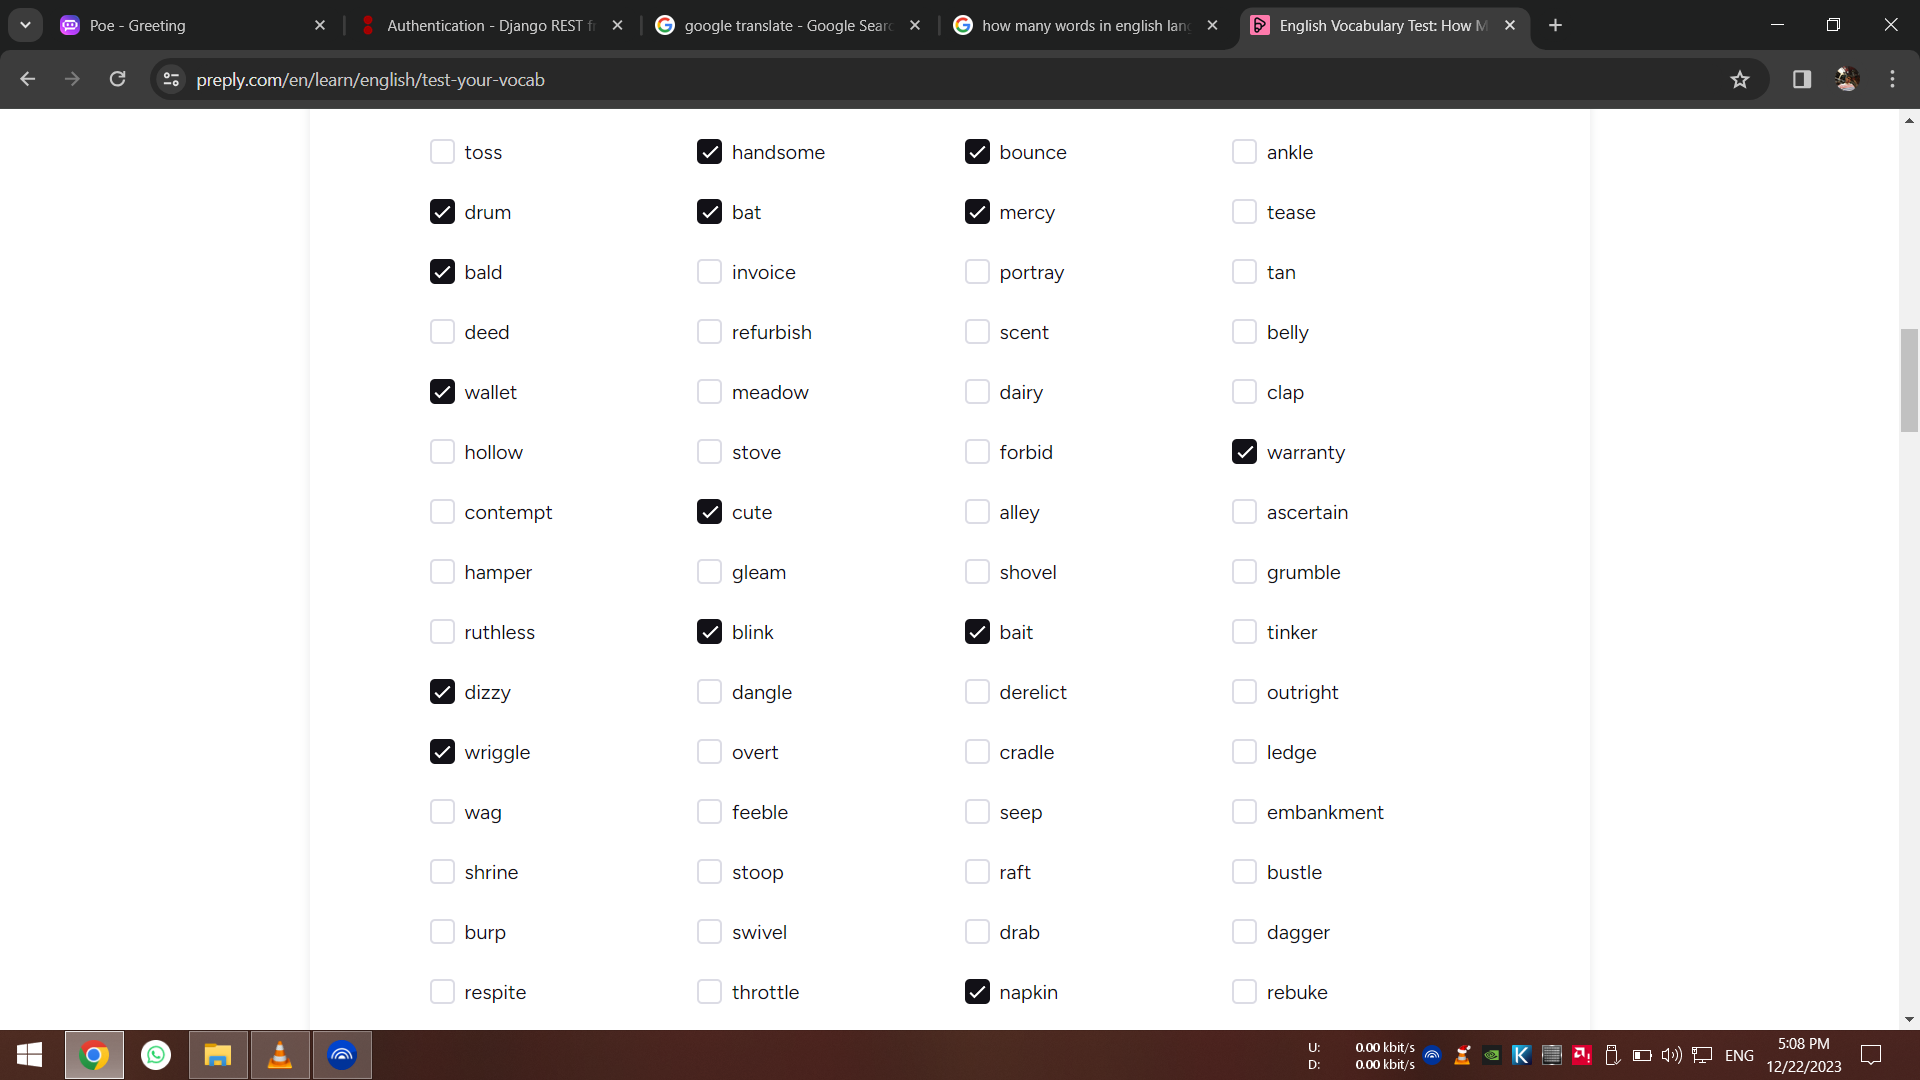 Poe - Greeting
Authentication - Django REST f
google translate - Google Searc
how many words in english lan
English Vocabulary Test: How M
preply.com/en/learn/english/test-your-vocab
toss handsome bounce ankle
drum bat mercy tease
bald invoice portray tan
deed refurbish scent belly
wallet meadow dairy clap
hollow stove forbid warranty
contempt cute alley ascertain
hamper gleam shovel grumble
ruthless blink bait tinker
dizzy dangle derelict outright
wriggle overt cradle ledge
wag feeble seep embankment
shrine stoop raft bustle
burp swivel drab dagger
respite throttle napkin rebuke
U: 0.00 kbit/s
D: 0.00 kbit/s
ENG
5:08 PM
12/22/2023